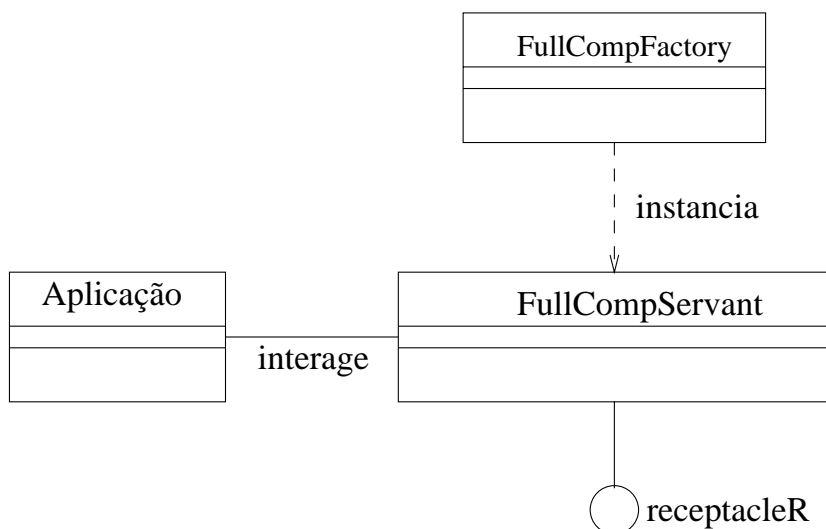 FullCompFactory
instancia
Aplicação
FullCompServant
interage
receptacleR